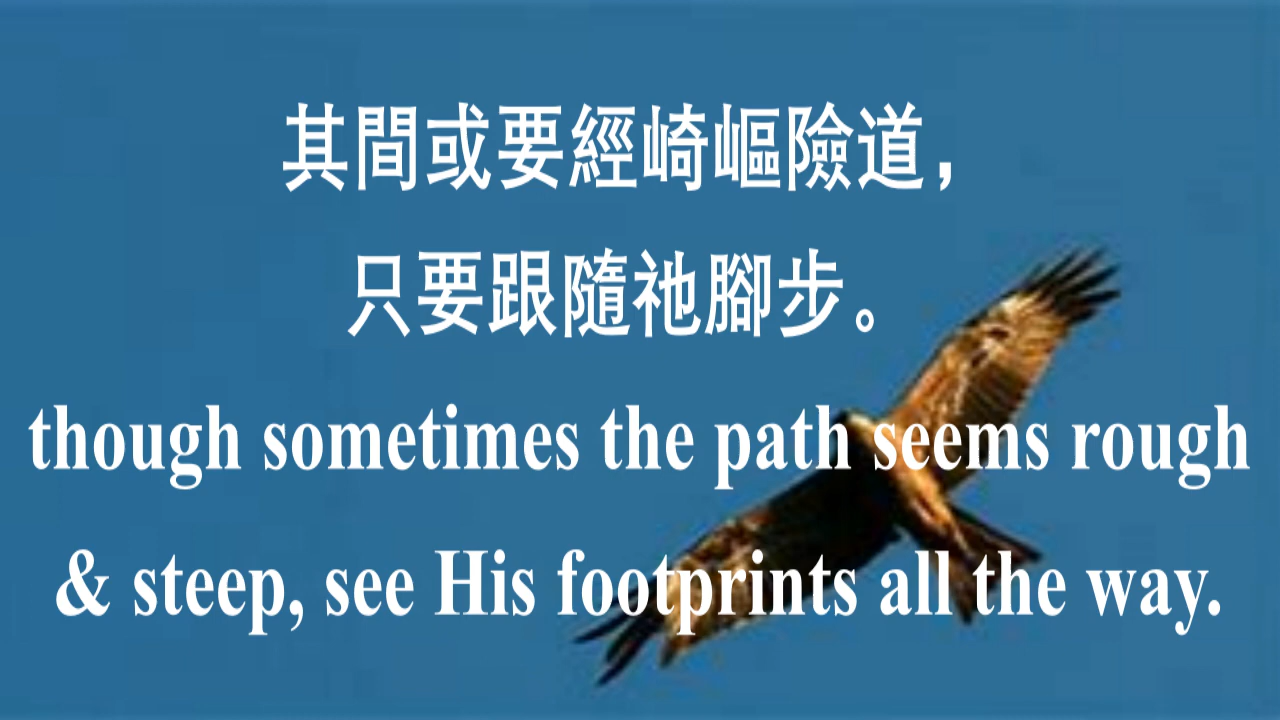 其間或要經崎嶇險道，
只要跟隨祂腳步。
though sometimes the path seems rough
& steep, see His footprints all the way.